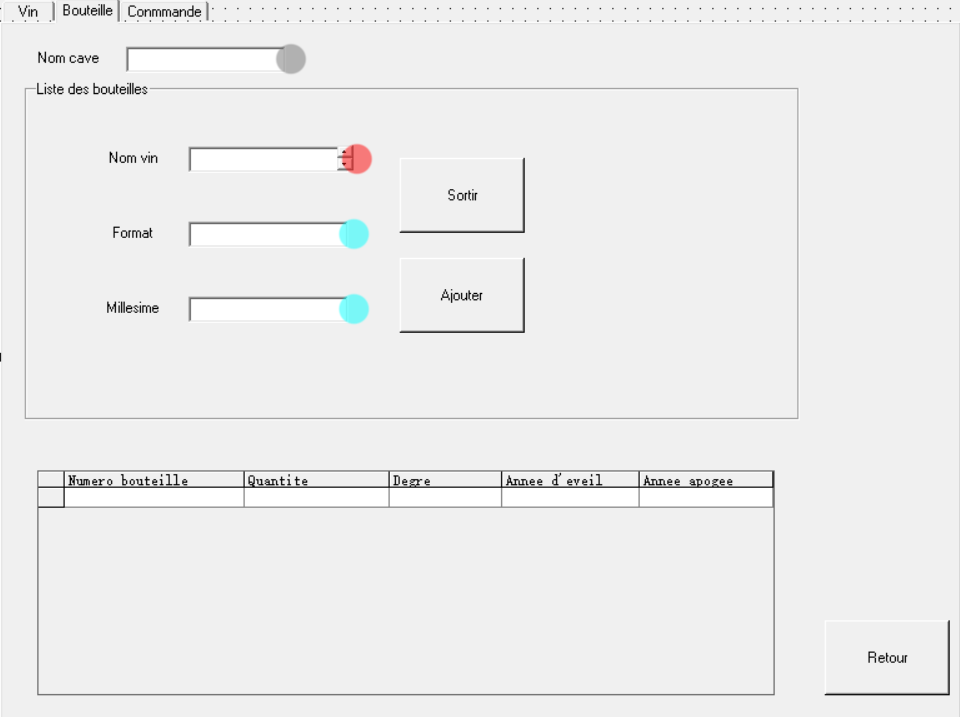 Vin Bouteille Conmmande
Nom cave
Liste des bouteilles
Nom vin
Sortir
Format
Ajouter
Millesime
Numero bouteille Quantite Degre Annee d'eveil Annee apogee
Retour